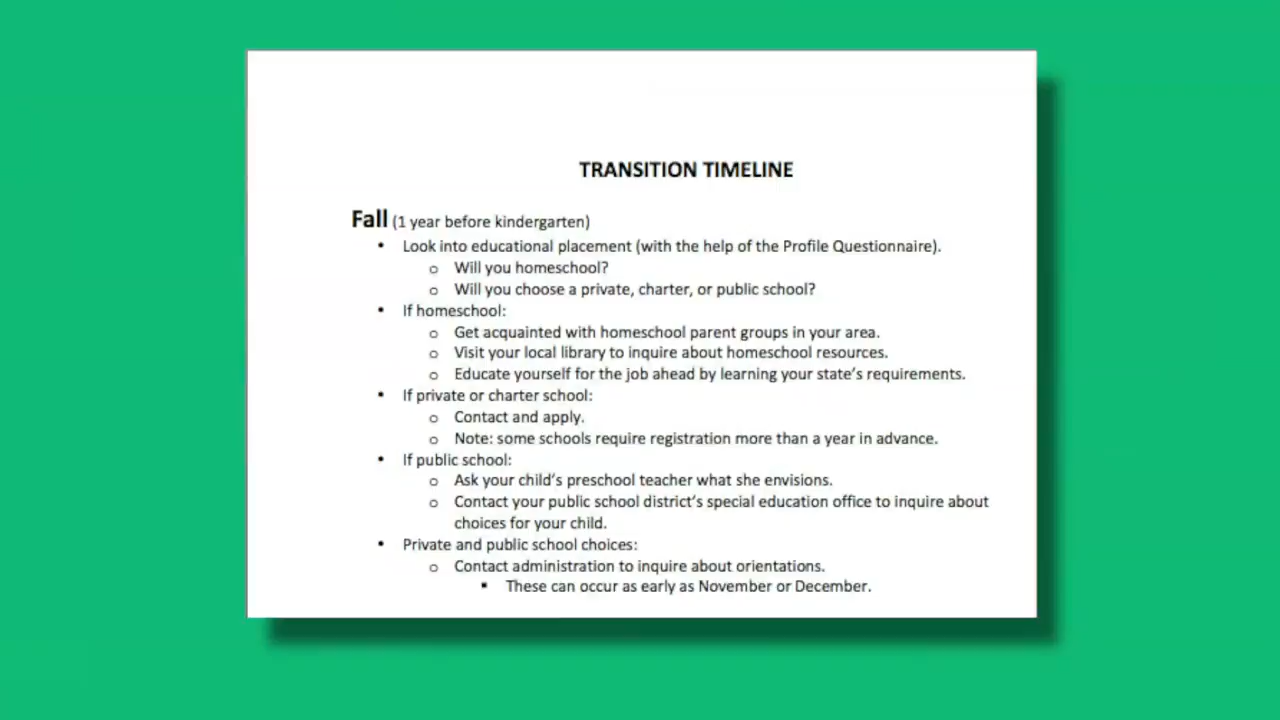 TRANSITION TIMELINE
Fall (1 year before kindergarten)
• Look into educational placement (with the help of the Profile Questionnaire).
o Will you homeschool?
o Will you choose a private, charter, or public school?
• If homeschool:
o Get acquainted with homeschool parent groups in your area.
o Visit your local library to inquire about homeschool resources.
o Educate yourself for the job ahead by learning your state's requirements.
• If private or charter school:
o Contact and apply.
o Note: some schools require registration more than a year in advance.
• If public school:
o Ask your child's preschool teacher what she envisions.
o Contact your public school district's special education office to inquire about
choices for your child.
• Private and public school choices:
o Contact administration to inquire about orientations.
▪ These can occur as early as November or December.